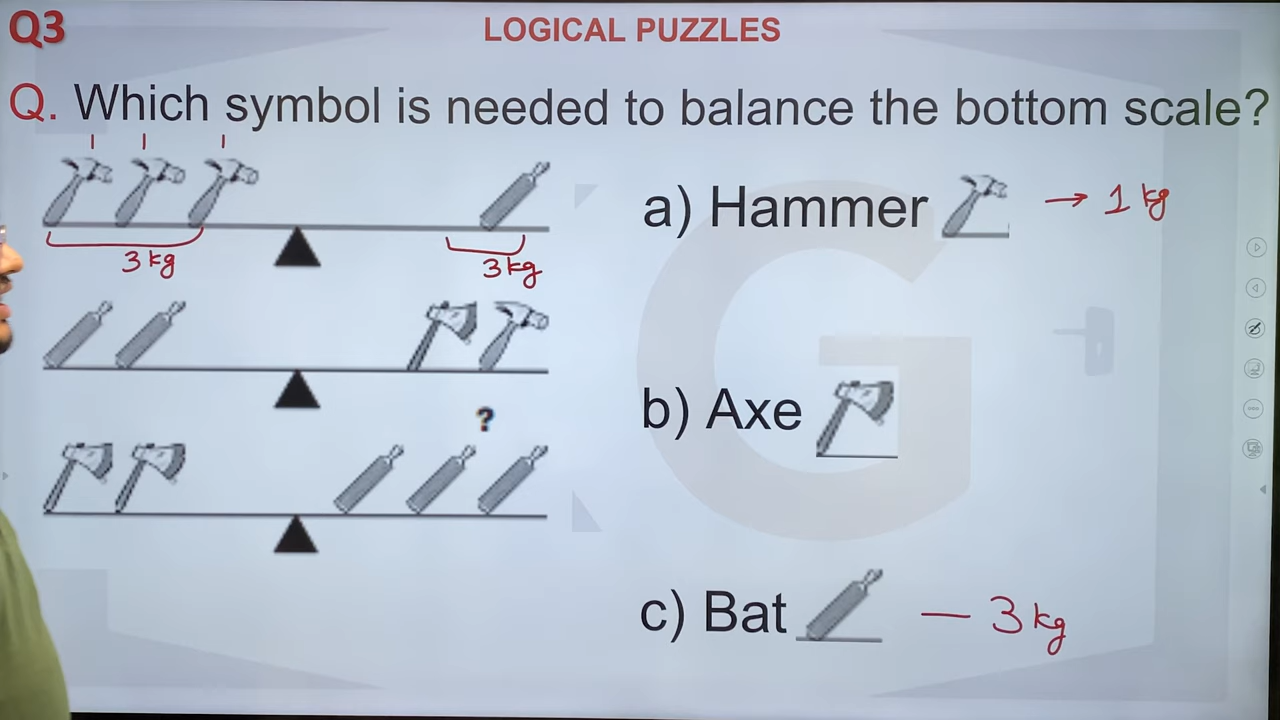 Q3
LOGICAL PUZZLES
Q. Which symbol is needed to balance the bottom scale?
a) Hammer → 1 kg
3 kg
3 kg
?
b) Axe
c) Bat — 3 kg